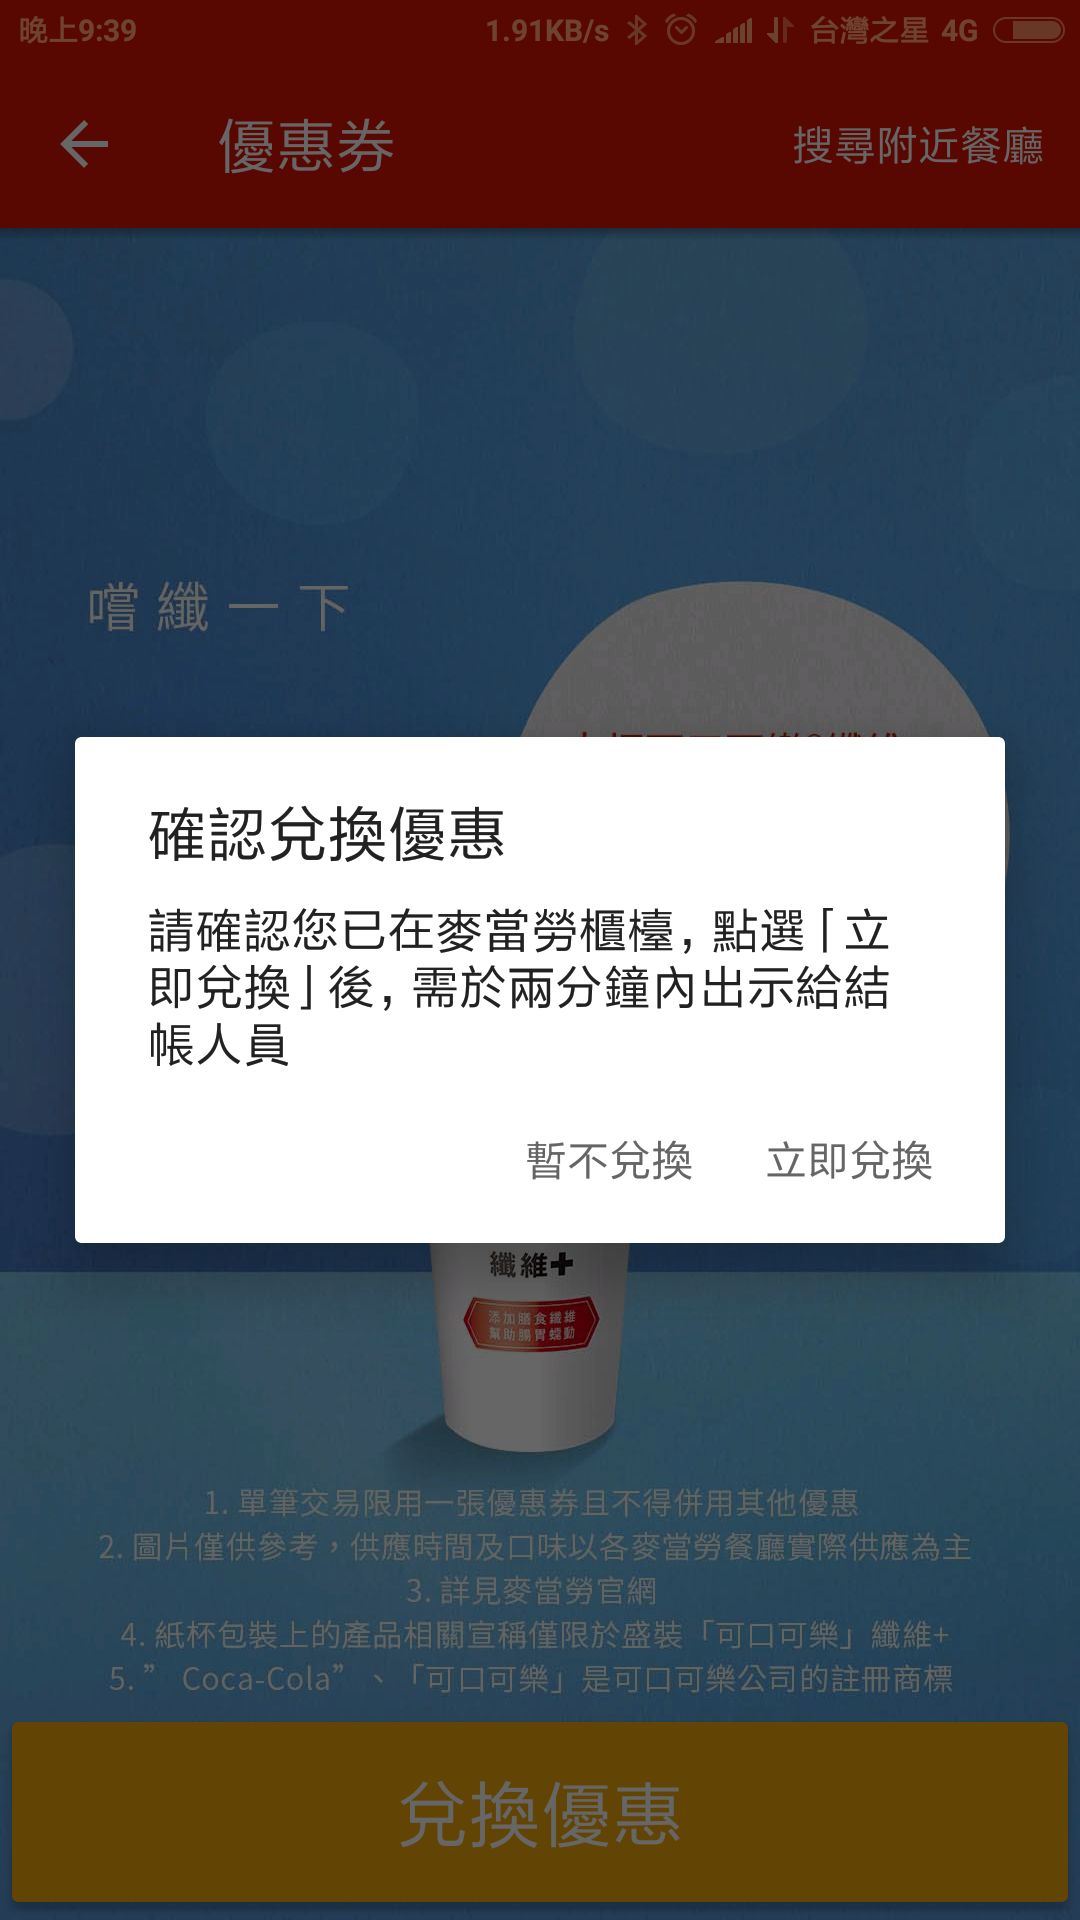 晚上9:39
1.91KB/s
台灣之星 4G
優惠券
搜尋附近餐廳
嚐纖一下
確認兌換優惠
請確認您已在麥當勞櫃檯,點選「立
即兌換」後,需於兩分鐘內出示給結
帳人員
暫不兌換
立即兌換
纖維+
添加膳食纖維
幫助腸胃蠕動
1. 單筆交易限用一張優惠券且不得併用其他優惠
2. 圖片僅供參考，供應時間及口味以各麥當勞餐廳實際供應為主
3. 詳見麥當勞官網
4. 紙杯包裝上的產品相關宣稱僅限於盛裝「可口可樂」纖維+
5. ” Coca-Cola” 、「可口可樂」是可口可樂公司的註冊商標
兌換優惠